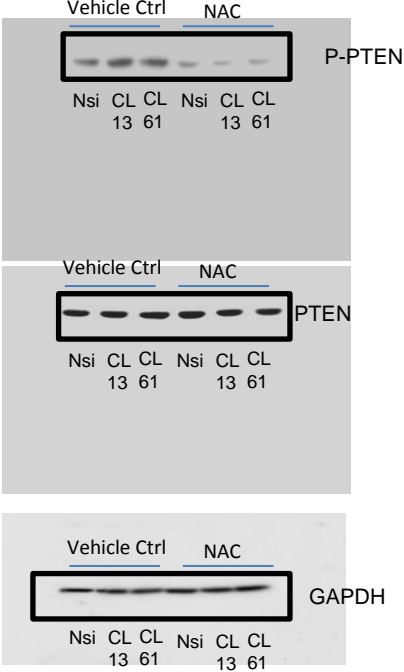 Vehicle Ctrl NAC
P-PTEN
Nsi CL CL Nsi CL CL
13 61 13 61
Vehicle Ctrl NAC
PTEN
Nsi CL CL Nsi CL CL
13 61 13 61
Vehicle Ctrl NAC
GAPDH
Nsi CL CL Nsi CL CL
13 61 13 61